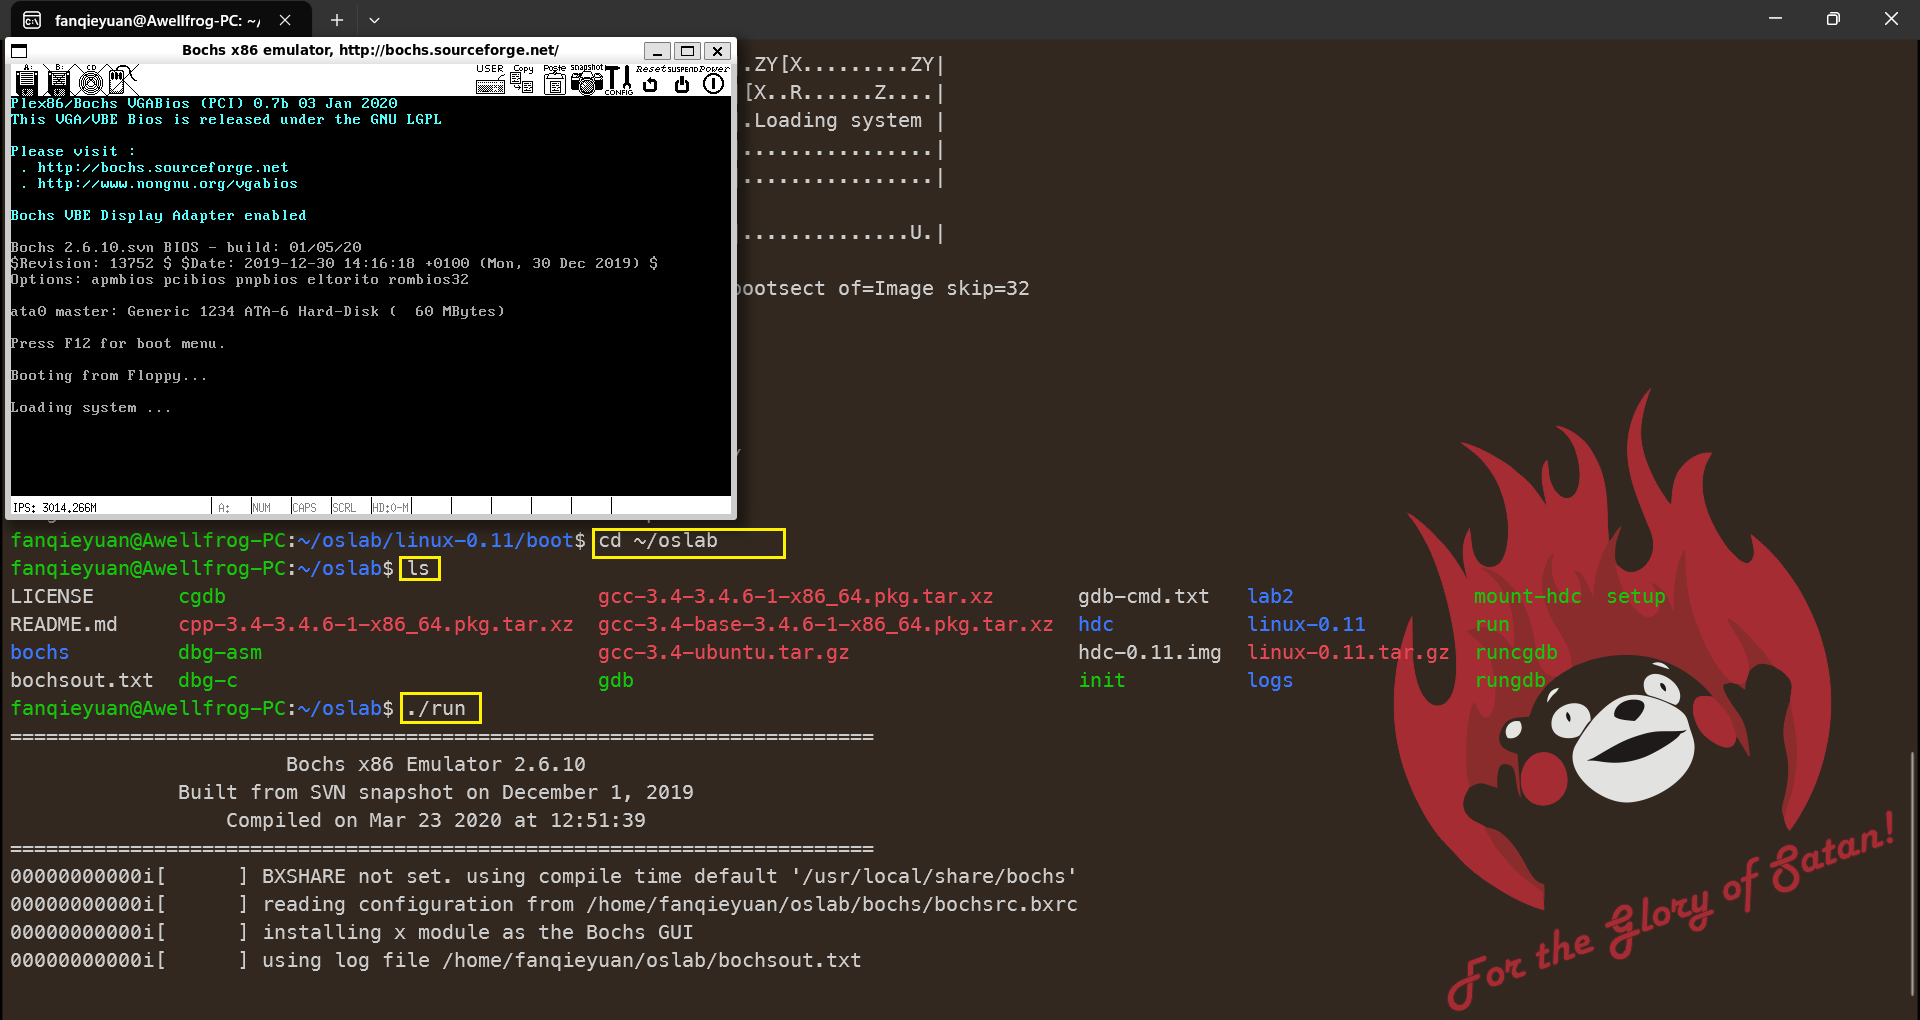 fanqieyuan@Awellfrog-PC: ~/
Bochs x86 emulator, http://bochs.sourceforge.net/
A: B: CD USER Copy Paste snapshot CONFIG Reset SUSPEND Power
Plex86/Bochs VGABios (PCI) 0.7b 03 Jan 2020
This VGA/VBE Bios is released under the GNU LGPL
Please visit :
. http://bochs.sourceforge.net
. http://www.nongnu.org/vgabios
Bochs VBE Display Adapter enabled
Bochs 2.6.10.svn BIOS - build: 01/05/20
$Revision: 13752 $ $Date: 2019-12-30 14:16:18 +0100 (Mon, 30 Dec 2019) $
Options: apmbios pcibios pnpbios eltorito rombios32
ata0 master: Generic 1234 ATA-6 Hard-Disk (  60 MBytes)
Press F12 for boot menu.
Booting from Floppy...
Loading system ...
IPS: 3014.266M A: NUM CAPS SCRL HD:0-M
.ZY[X.........ZY|
[X..R......Z....|
.Loading system |
................|
................|
..............U.|
bootsect of=Image skip=32
fanqieyuan@Awellfrog-PC:~/oslab/linux-0.11/boot$ cd ~/oslab
fanqieyuan@Awellfrog-PC:~/oslab$ ls
LICENSE cgdb gcc-3.4-3.4.6-1-x86_64.pkg.tar.xz gdb-cmd.txt lab2 mount-hdc setup
README.md cpp-3.4-3.4.6-1-x86_64.pkg.tar.xz gcc-3.4-base-3.4.6-1-x86_64.pkg.tar.xz hdc linux-0.11 run
bochs dbg-asm gcc-3.4-ubuntu.tar.gz hdc-0.11.img linux-0.11.tar.gz runcgdb
bochsout.txt dbg-c gdb init logs rungdb
fanqieyuan@Awellfrog-PC:~/oslab$ ./run
========================================================================
Bochs x86 Emulator 2.6.10
Built from SVN snapshot on December 1, 2019
Compiled on Mar 23 2020 at 12:51:39
========================================================================
00000000000i[      ] BXSHARE not set. using compile time default '/usr/local/share/bochs'
00000000000i[      ] reading configuration from /home/fanqieyuan/oslab/bochs/bochsrc.bxrc
00000000000i[      ] installing x module as the Bochs GUI
00000000000i[      ] using log file /home/fanqieyuan/oslab/bochsout.txt
For the Glory of Satan!